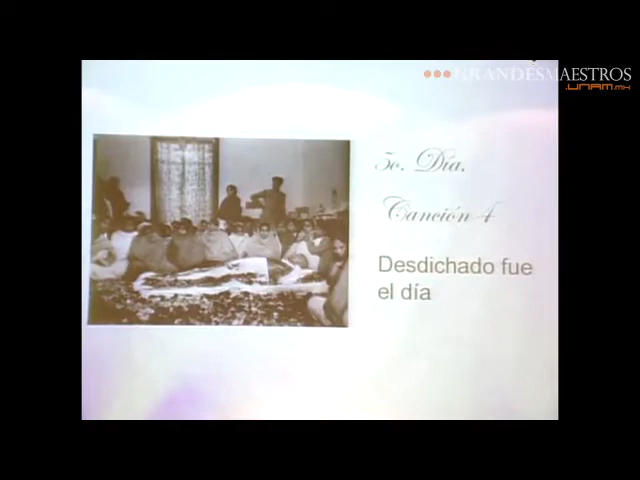 GRANDESMAESTROS
.UNAM.MX
5o. Día.
Canción 4
Desdichado fue
el día